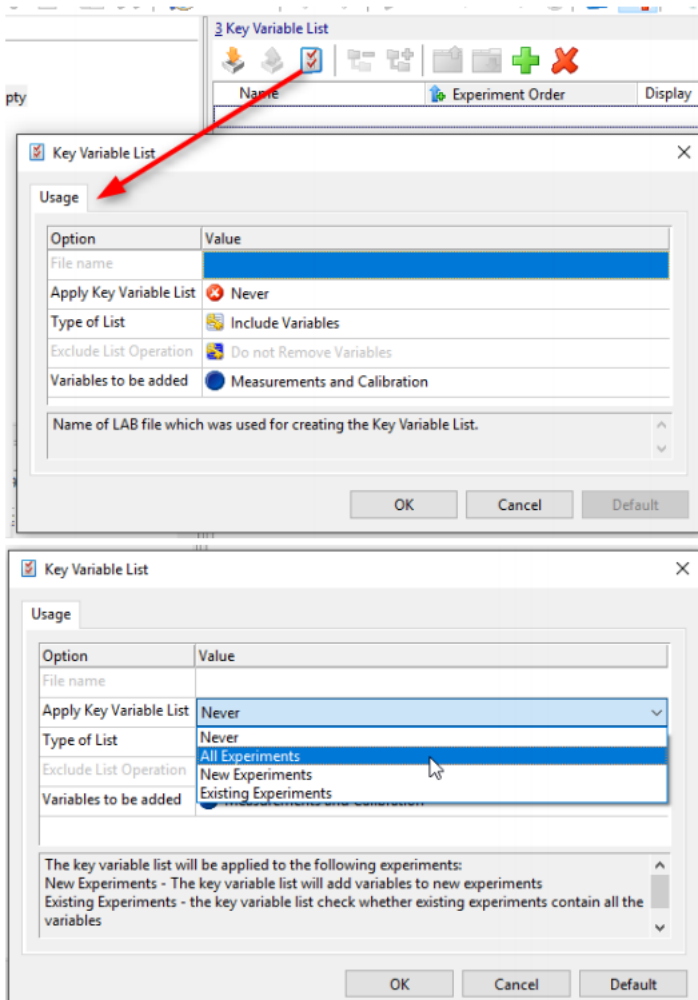 3 Key Variable List
Name Experiment Order Display
pty
Key Variable List
Usage
Option Value
File name
Apply Key Variable List Never
Type of List Include Variables
Exclude List Operation Do not Remove Variables
Variables to be added Measurements and Calibration
Name of LAB file which was used for creating the Key Variable List.
OK Cancel Default
Key Variable List
Usage
Option Value
File name
Apply Key Variable List Never
Type of List Never
All Experiments
Exclude List Operation New Experiments
Variables to be added Existing Experiments
Measurements and Calibration
The key variable list will be applied to the following experiments:
New Experiments - The key variable list will add variables to new experiments
Existing Experiments - the key variable list check whether existing experiments contain all the
variables
OK Cancel Default